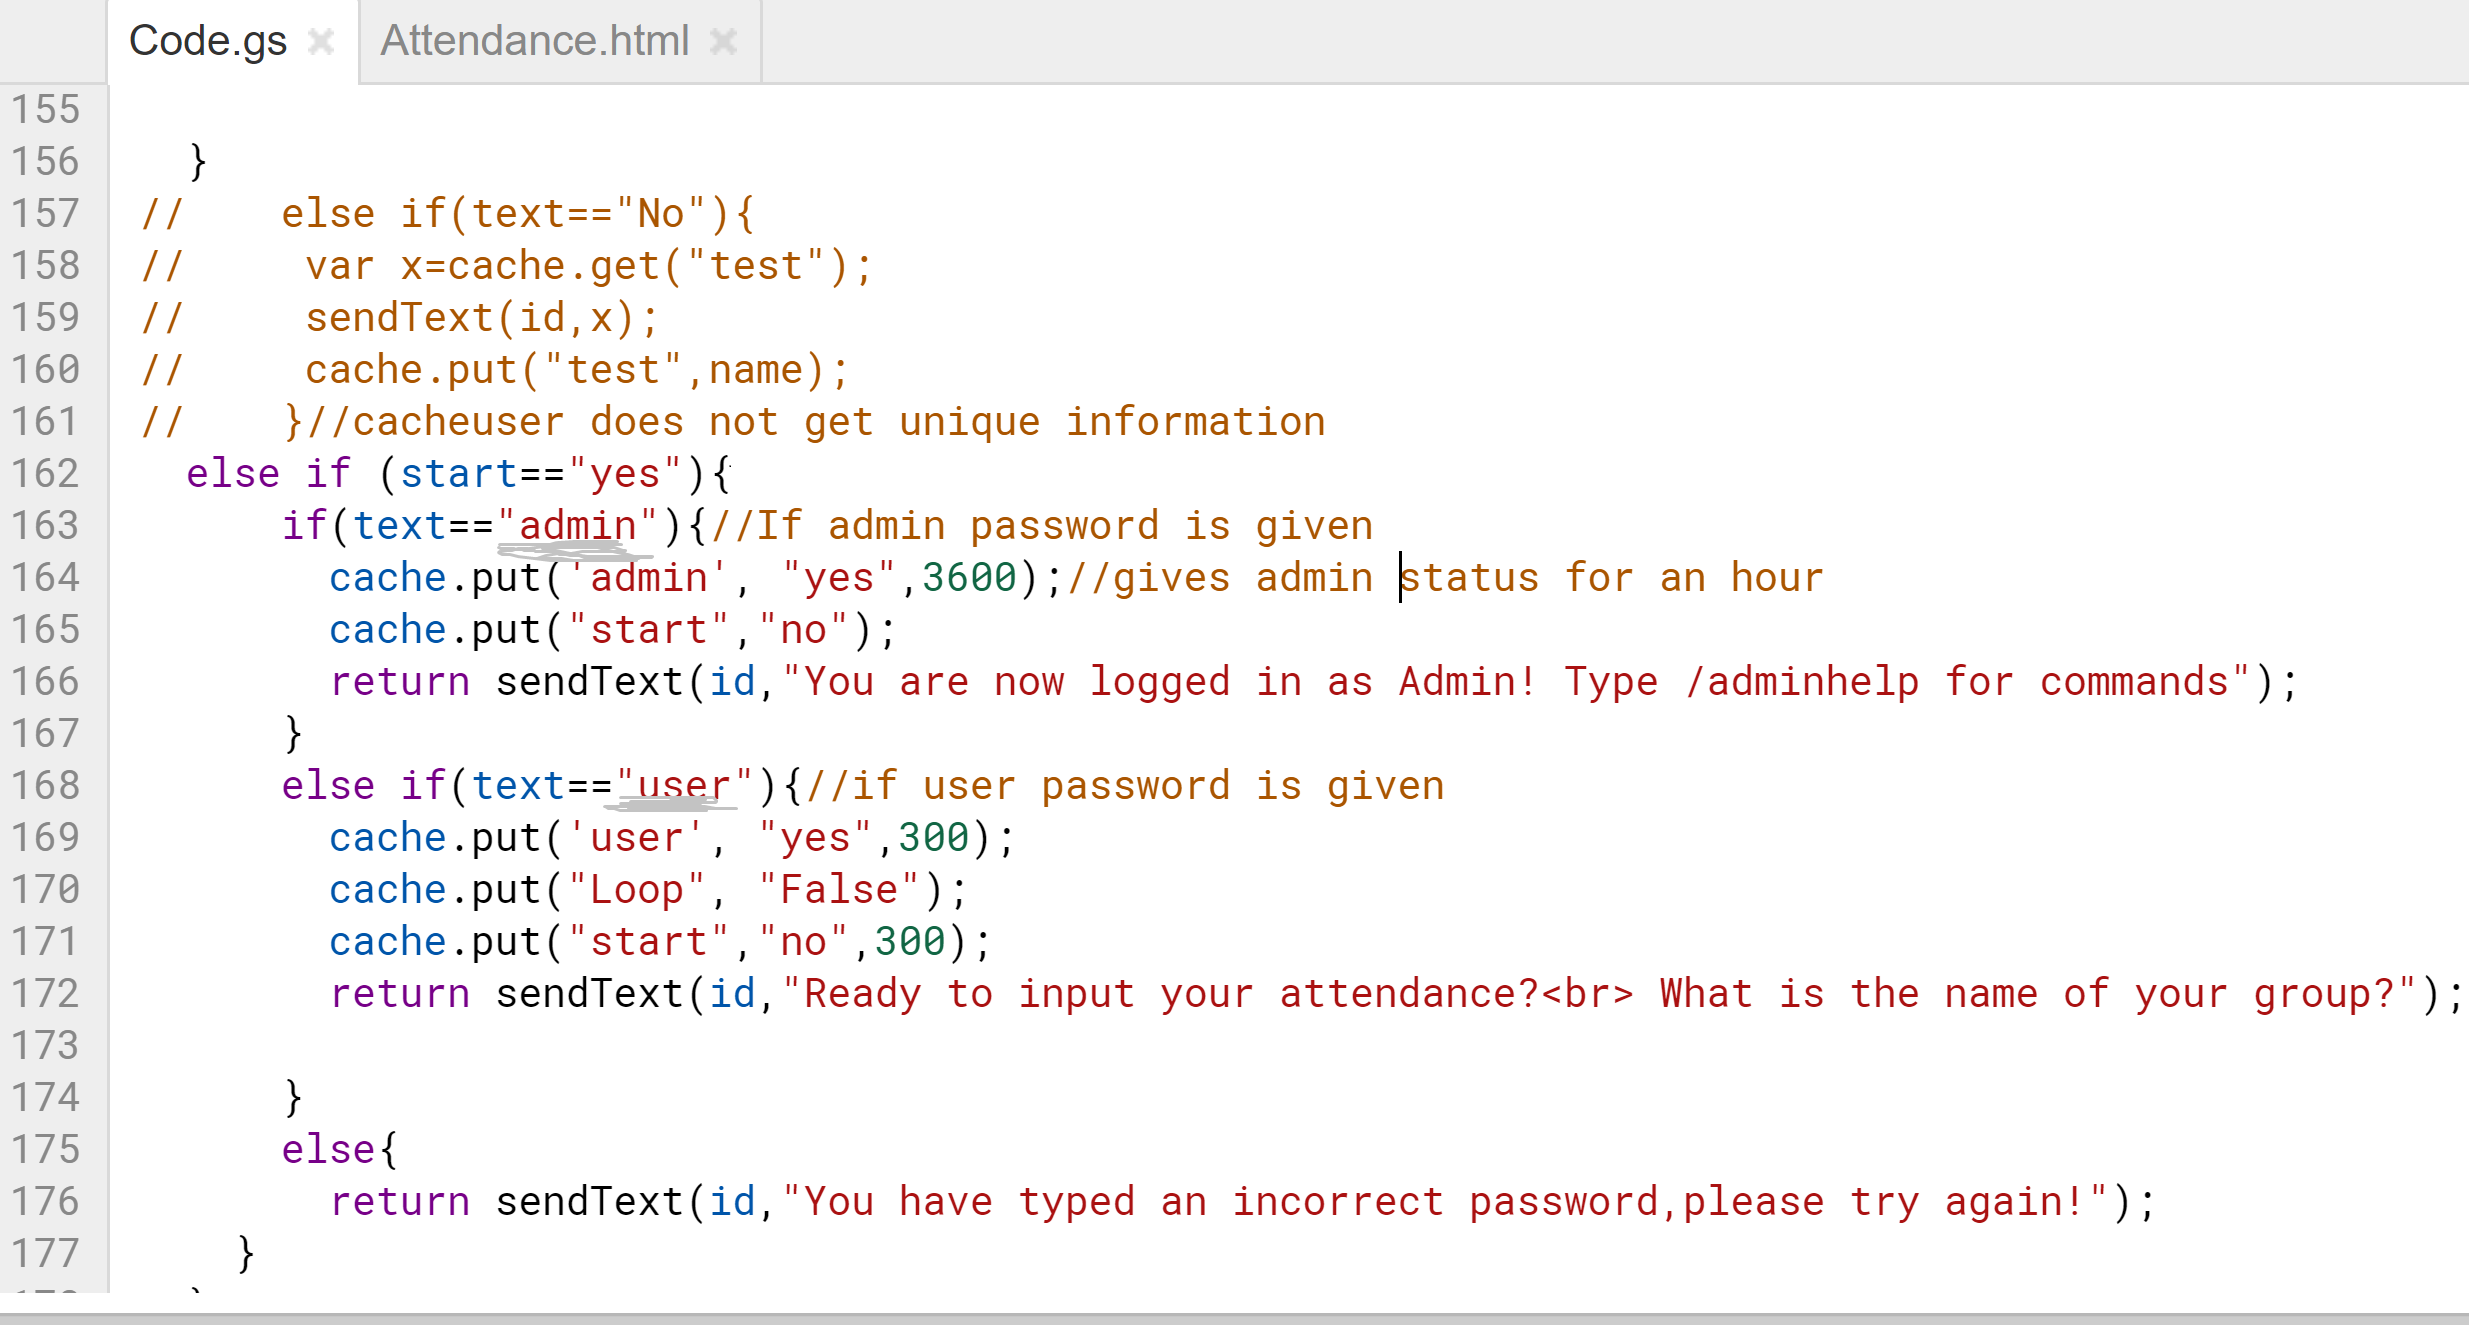 Code.gs × Attendance.html ×
155
156 }
157 // else if(text=="No"){
158 // var x=cache.get("test");
159 // sendText(id,x);
160 // cache.put("test",name);
161 // }//cacheuser does not get unique information
162 else if (start=="yes"){
163 if(text=="admin"){//If admin password is given
164 cache.put('admin', "yes",3600);//gives admin status for an hour
165 cache.put("start","no");
166 return sendText(id,"You are now logged in as Admin! Type /adminhelp for commands");
167 }
168 else if(text=="user"){//if user password is given
169 cache.put('user', "yes",300);
170 cache.put("Loop", "False");
171 cache.put("start","no",300);
172 return sendText(id,"Ready to input your attendance?<br> What is the name of your group?");
173
174 }
175 else{
176 return sendText(id,"You have typed an incorrect password,please try again!");
177 }